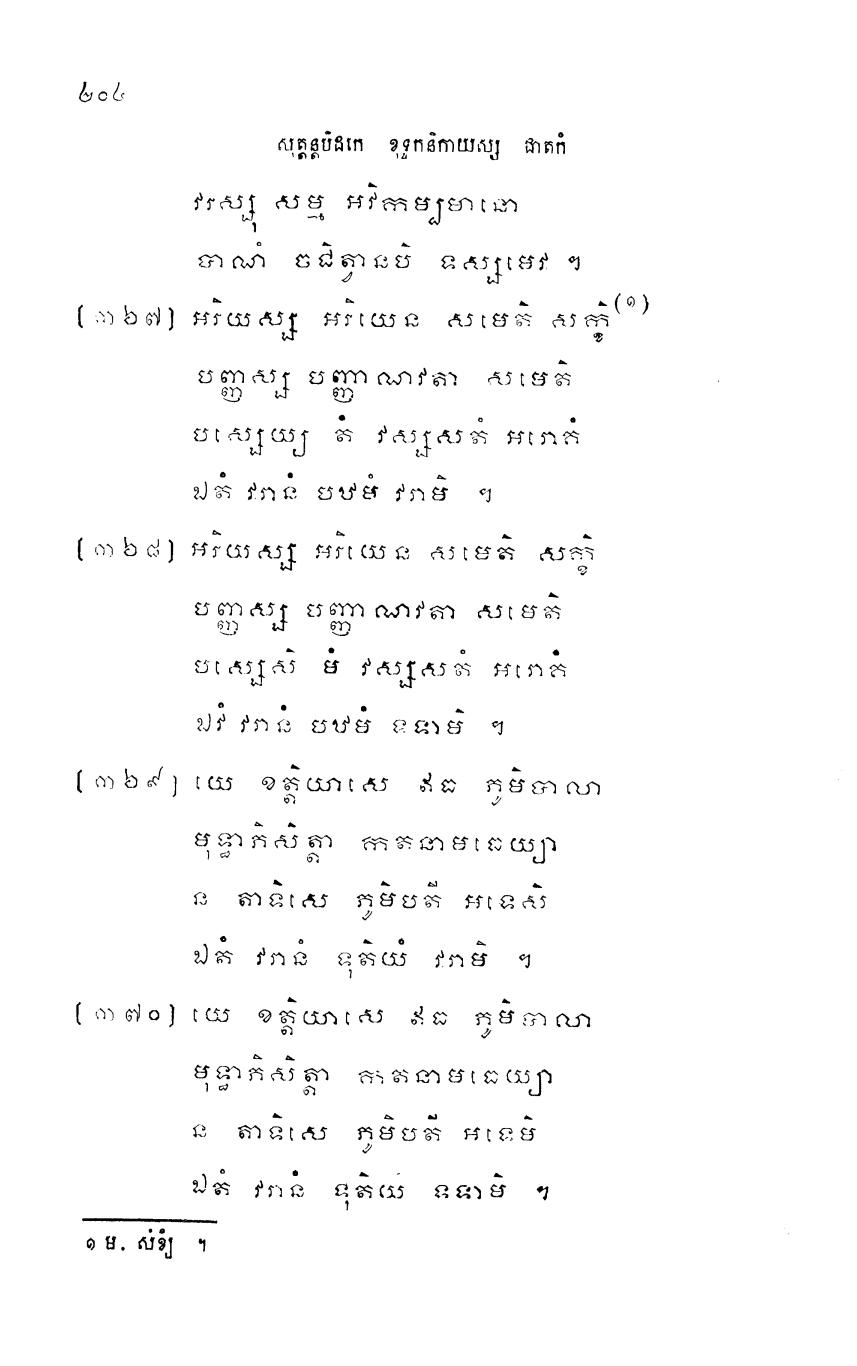 ២០៤
សុត្តន្តបិដកេ ខុទ្ទកនិកាយស្ស ជាតកំ
វរស្សុ សម្ម អវិកម្បមានោ
បាណំ ចជិត្វានបិ ទស្សមេវ ។
(៣៦៧) អរិយស្ស អរិយេន សមេតិ សក្ខិ(១)
បញ្ញស្ស បញ្ញាណវតា សមេតិ
បស្សេយ្យ តំ វស្សសតំ អរោគំ
ឯតំ វរានំ បឋមំ វរាមិ ។
(៣៦៨) អរិយស្ស អរិយេន សមេតិ សក្ខិ
បញ្ញស្ស បញ្ញាណវតា សមេតិ
បស្សេសិ មំ វស្សសតំ អរោគំ
ឯវំ វរានំ បឋមំ ទទាមិ ។
(៣៦៩) យេ ខត្តិយាសេ ឥធ ភូមិបាលា
មុទ្ធាភិសិត្តា កតនាមធេយ្យា
ន តាទិសេ ភូមិបតី អទេសិ
ឯតំ វរានំ ទុតិយំ វរាមិ ។
(៣៧០) យេ ខត្តិយាសេ ឥធ ភូមិបាលា
មុទ្ធាភិសិត្តា កតនាមធេយ្យា
ន តាទិសេ ភូមិបតី អទេមិ
ឯតំ វរានំ ទុតិយ ទទាមិ ។
១ ម. សំខ្យំ ។